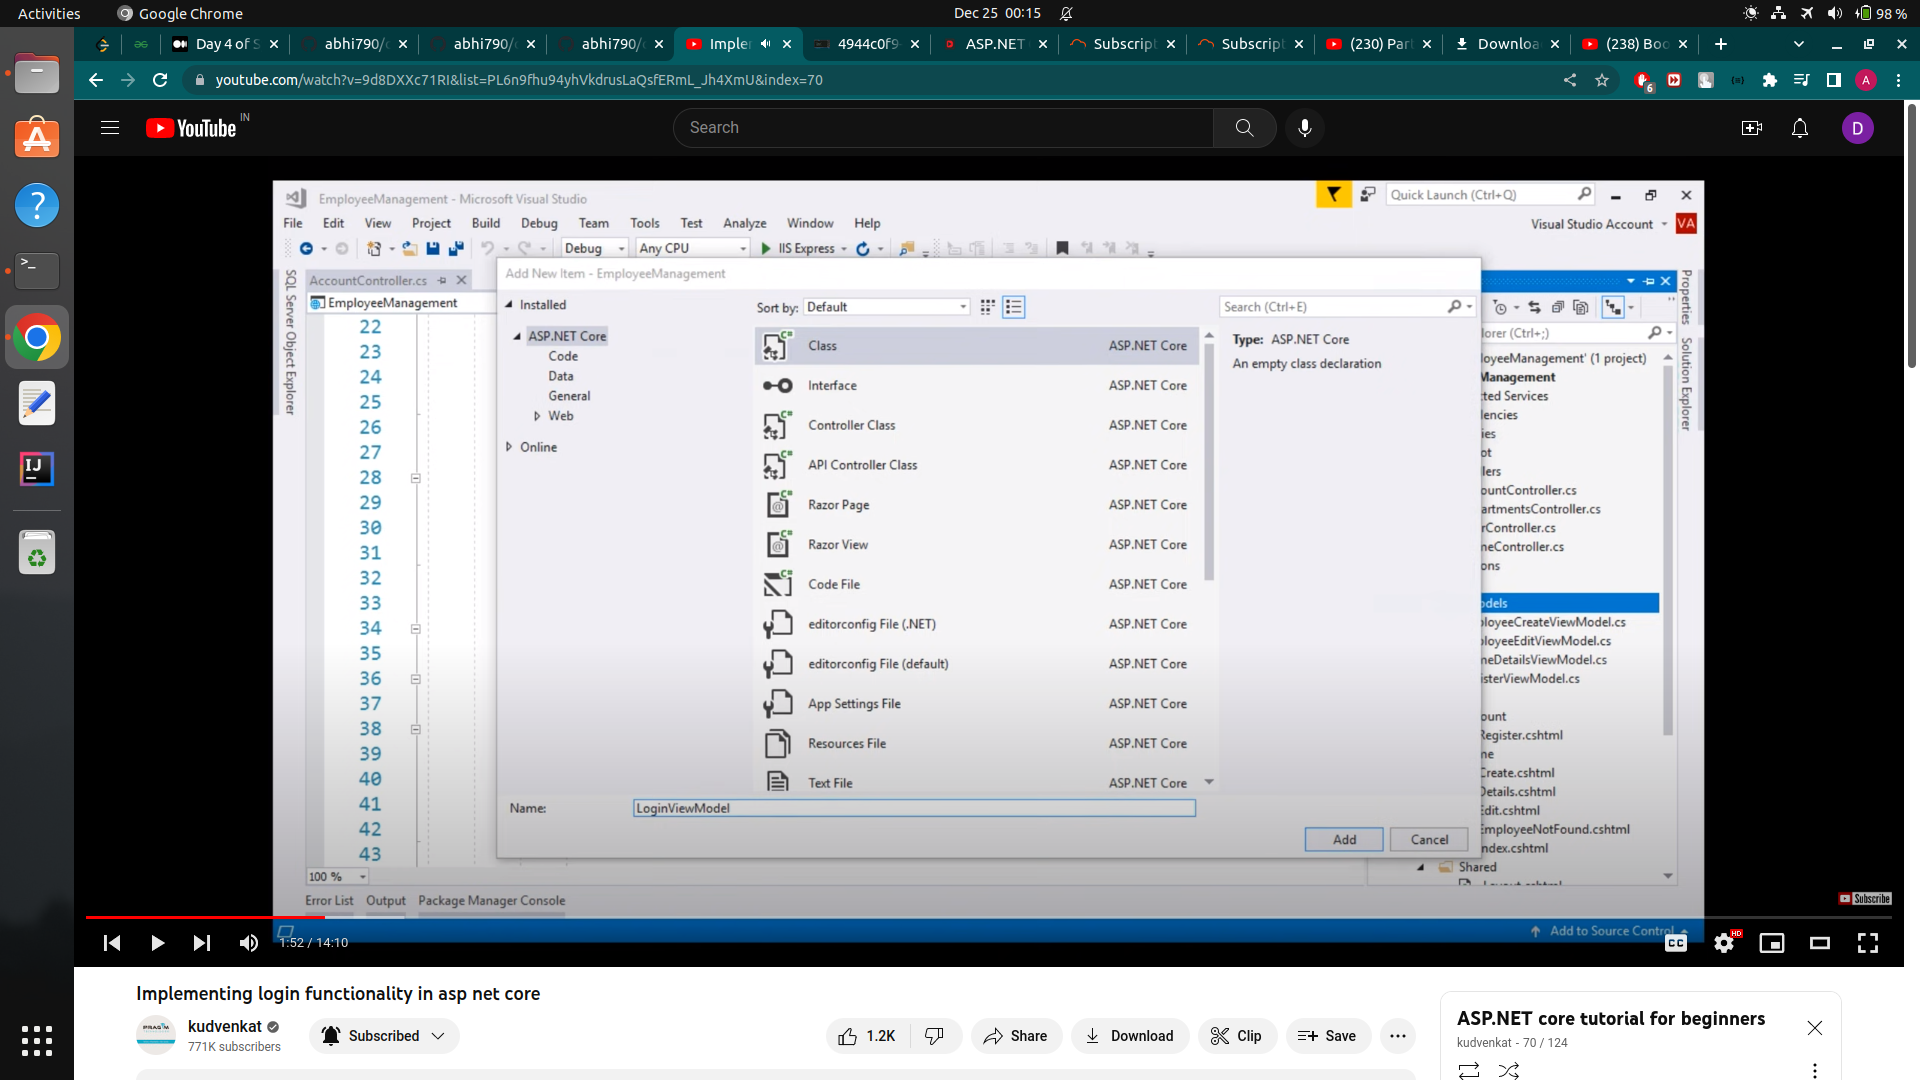 Activities
Google Chrome
Dec 25 00:15
98 %
Day 4 of S
abhi790/
abhi790/
abhi790/
Implem
4944c0f9
ASP.NET
Subscript
Subscript
(230) Part
Downloa
(238) Boo
youtube.com/watch?v=9d8DXXc71RI&list=PL6n9fhu94yhVkdrusLaQsfERmL_Jh4XmU&index=70
6
A
YouTube IN
Search
D
EmployeeManagement - Microsoft Visual Studio
Quick Launch (Ctrl+Q)
File Edit View Project Build Debug Team Tools Test Analyze Window Help
Visual Studio Account
VA
Debug
Any CPU
IIS Express
SQL Server Object Explorer
AccountController.cs
EmployeeManagement
22
23
24
25
26
27
28
29
30
31
32
33
34
35
36
37
38
39
40
41
42
43
100 %
Add New Item - EmployeeManagement
Installed
ASP.NET Core
Code
Data
General
Web
Online
Sort by: Default
Search (Ctrl+E)
Class ASP.NET Core
Interface ASP.NET Core
Controller Class ASP.NET Core
API Controller Class ASP.NET Core
Razor Page ASP.NET Core
Razor View ASP.NET Core
Code File ASP.NET Core
editorconfig File (.NET) ASP.NET Core
editorconfig File (default) ASP.NET Core
App Settings File ASP.NET Core
Resources File ASP.NET Core
Text File ASP.NET Core
Type: ASP.NET Core
An empty class declaration
Name: LoginViewModel
Add
Cancel
Properties
Solution Explorer
lorer (Ctrl+;)
loyeeManagement' (1 project)
Management
ted Services
lencies
ies
ot
llers
ountController.cs
artmentsController.cs
rController.cs
neController.cs
ons
odels
loyeeCreateViewModel.cs
loyeeEditViewModel.cs
neDetailsViewModel.cs
isterViewModel.cs
ount
Register.cshtml
ne
Create.cshtml
Details.cshtml
Edit.cshtml
EmployeeNotFound.cshtml
ndex.cshtml
Shared
Layout.cshtml
Error List Output Package Manager Console
Add to Source Control
Subscribe
1:52 / 14:10
CC
HD
Implementing login functionality in asp net core
PRAGIM
kudvenkat
771K subscribers
Subscribed
1.2K
Share
Download
Clip
Save
ASP.NET core tutorial for beginners
kudvenkat - 70 / 124